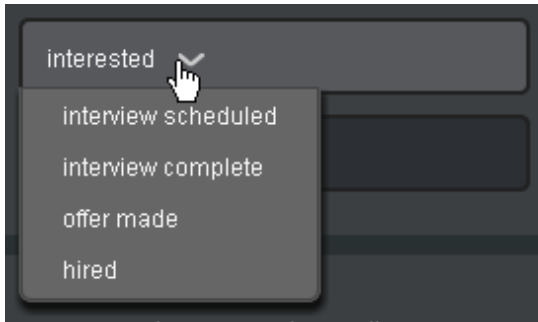 interested
interview scheduled
interview complete
offer made
hired